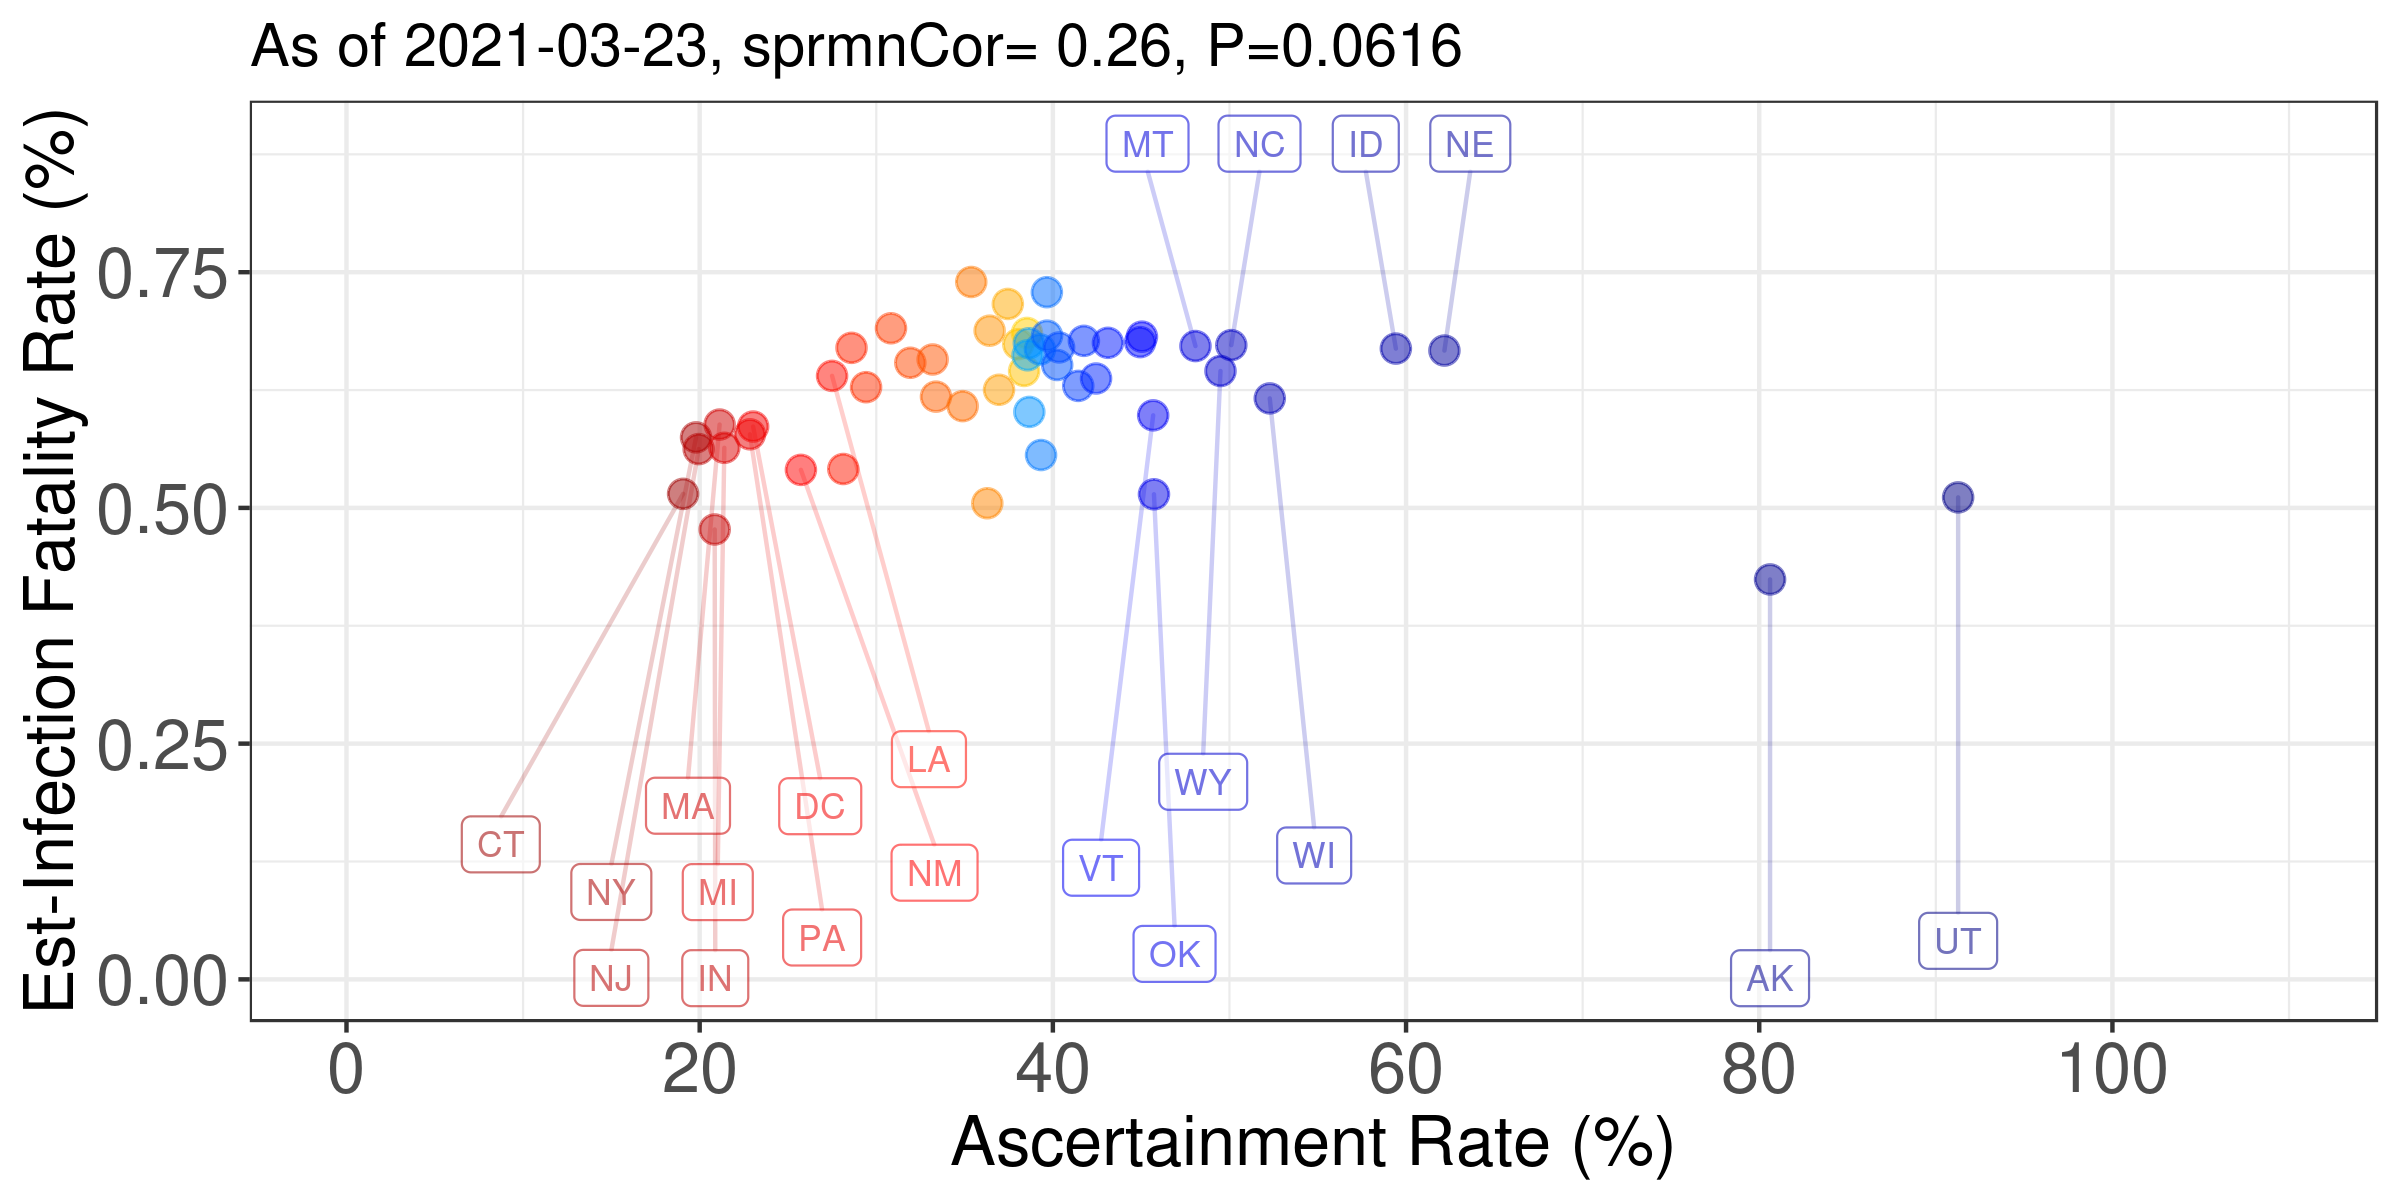 As of 2021-03-23, sprmnCor= 0.26, P=0.0616
Est-Infection Fatality Rate (%)
0.75
0.50
0.25
0.00
MT
NC
ID
NE
LA
WY
MA
DC
CT
WI
VT
NM
NY
MI
PA
OK
UT
NJ
IN
AK
0
20
40
60
80
100
Ascertainment Rate (%)